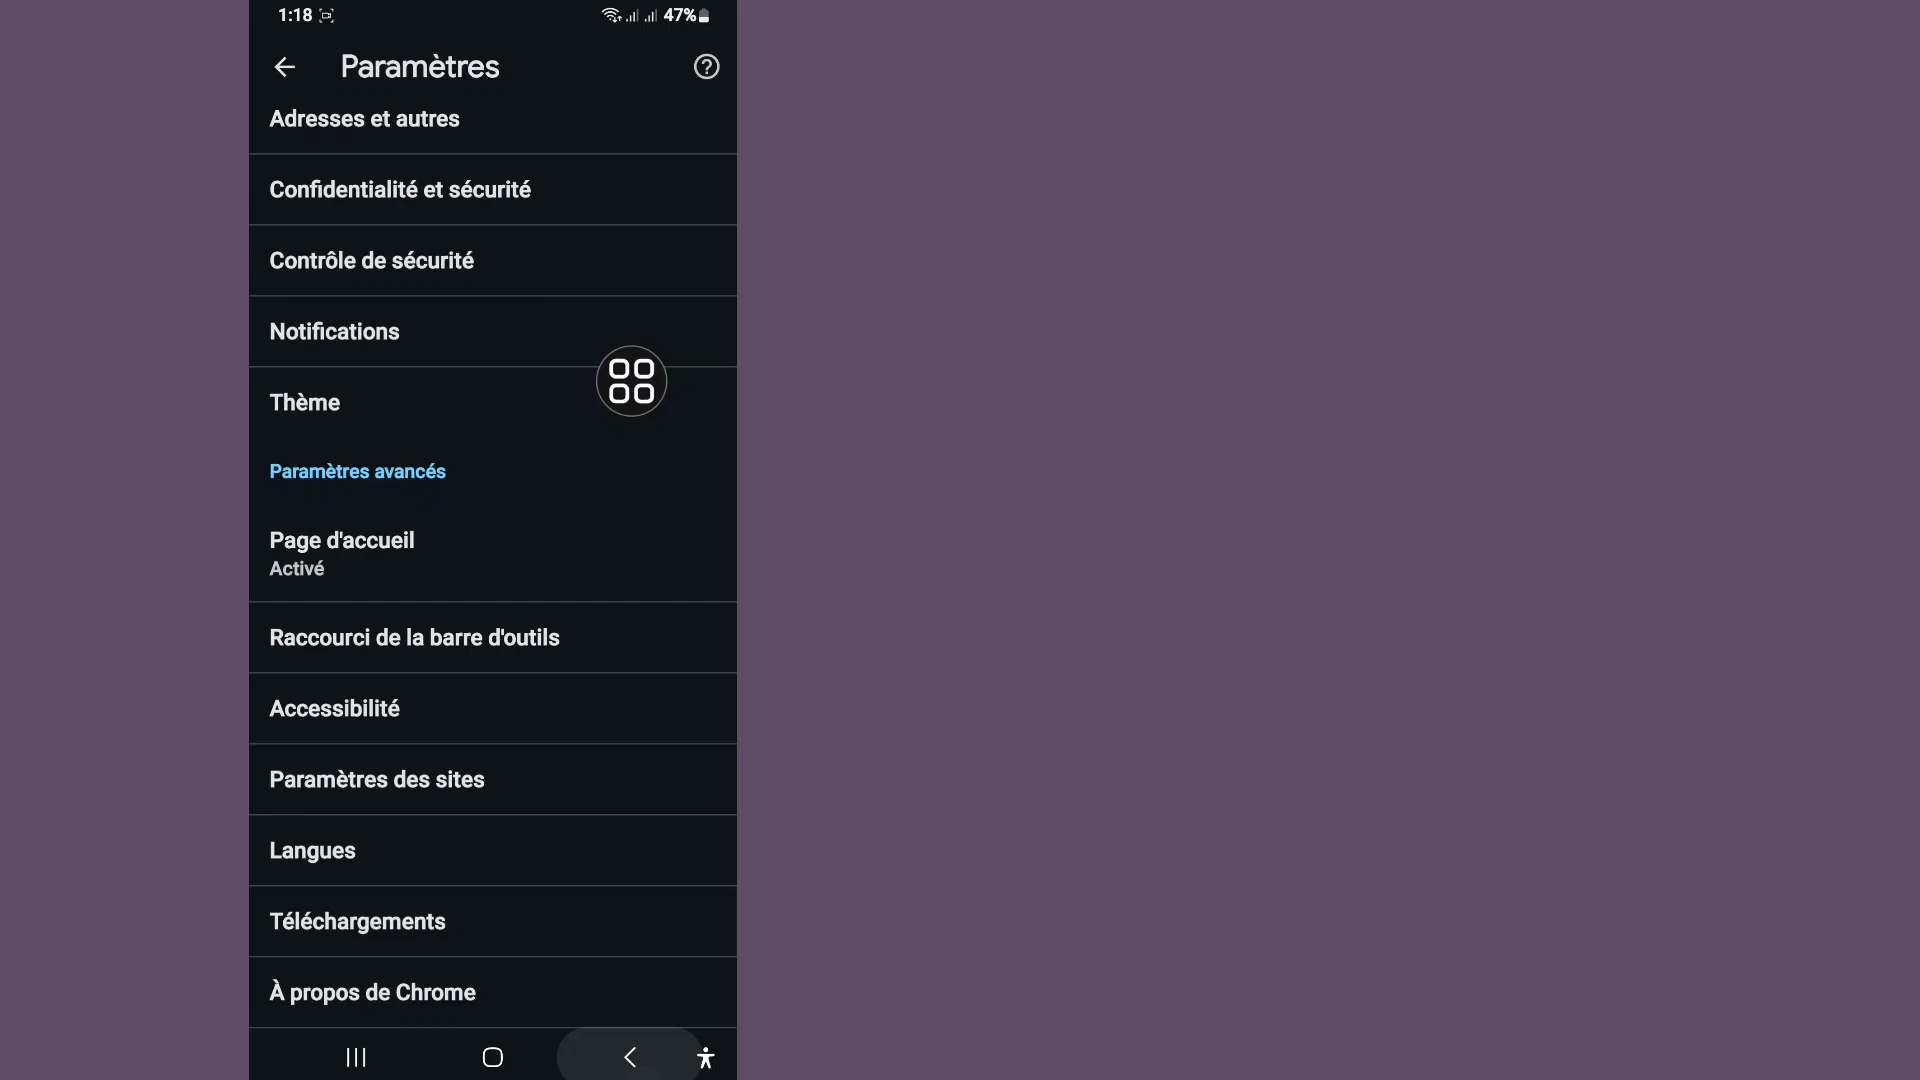 1:18 47%
Paramètres
Adresses et autres
Confidentialité et sécurité
Contrôle de sécurité
Notifications
Thème
Paramètres avancés
Page d'accueil
Activé
Raccourci de la barre d'outils
Accessibilité
Paramètres des sites
Langues
Téléchargements
À propos de Chrome